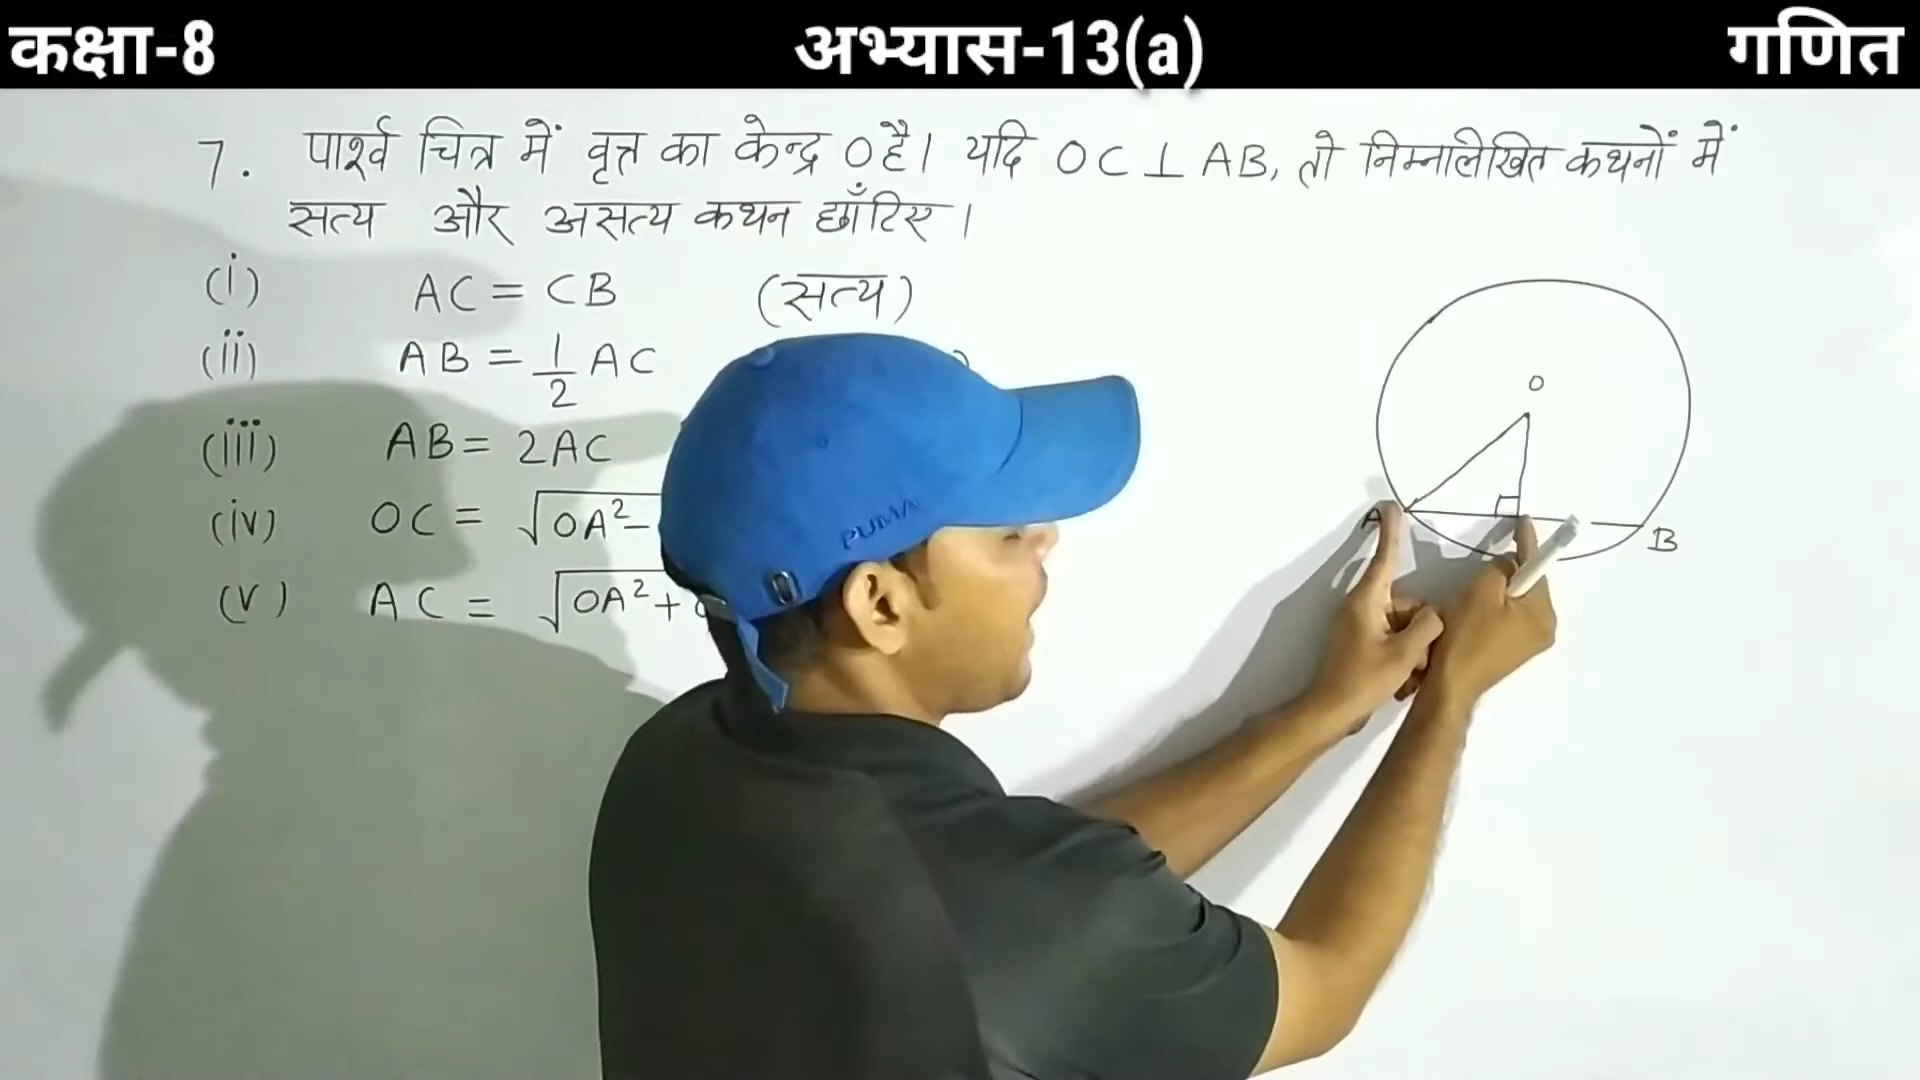 कक्षा-8 अभ्यास-13(a) गणित
7. पार्श्व चित्र में वृत्त का केन्द्र O है। यदि OC ⊥ AB, तो निम्नलिखित कथनों में
सत्य और असत्य कथन छाँटिए।
(i) AC = CB (सत्य)
(ii) AB = 1/2 AC )
(iii) AB = 2AC
(iv) OC = √OA²-
(v) AC = √OA²+
O
A
B
PUMA